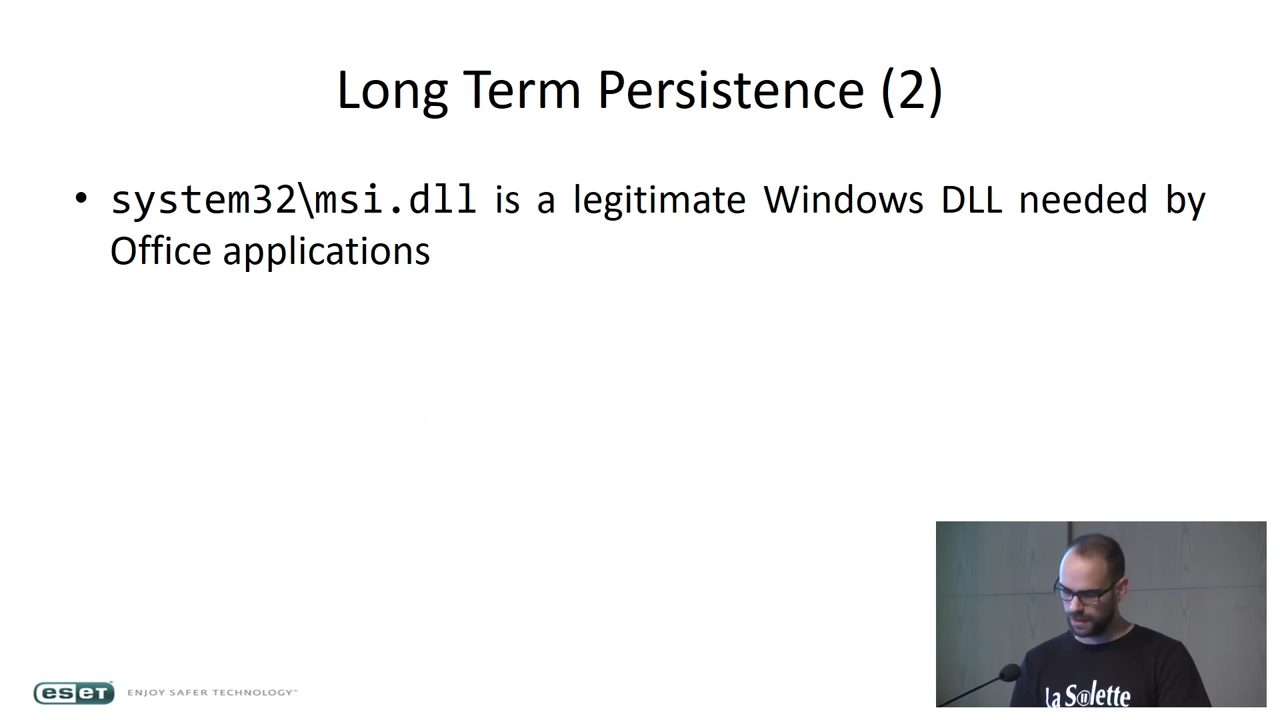 Long Term Persistence (2)
• system32\msi.dll is a legitimate Windows DLL needed by
Office applications
La Sulette
eset ENJOY SAFER TECHNOLOGY™